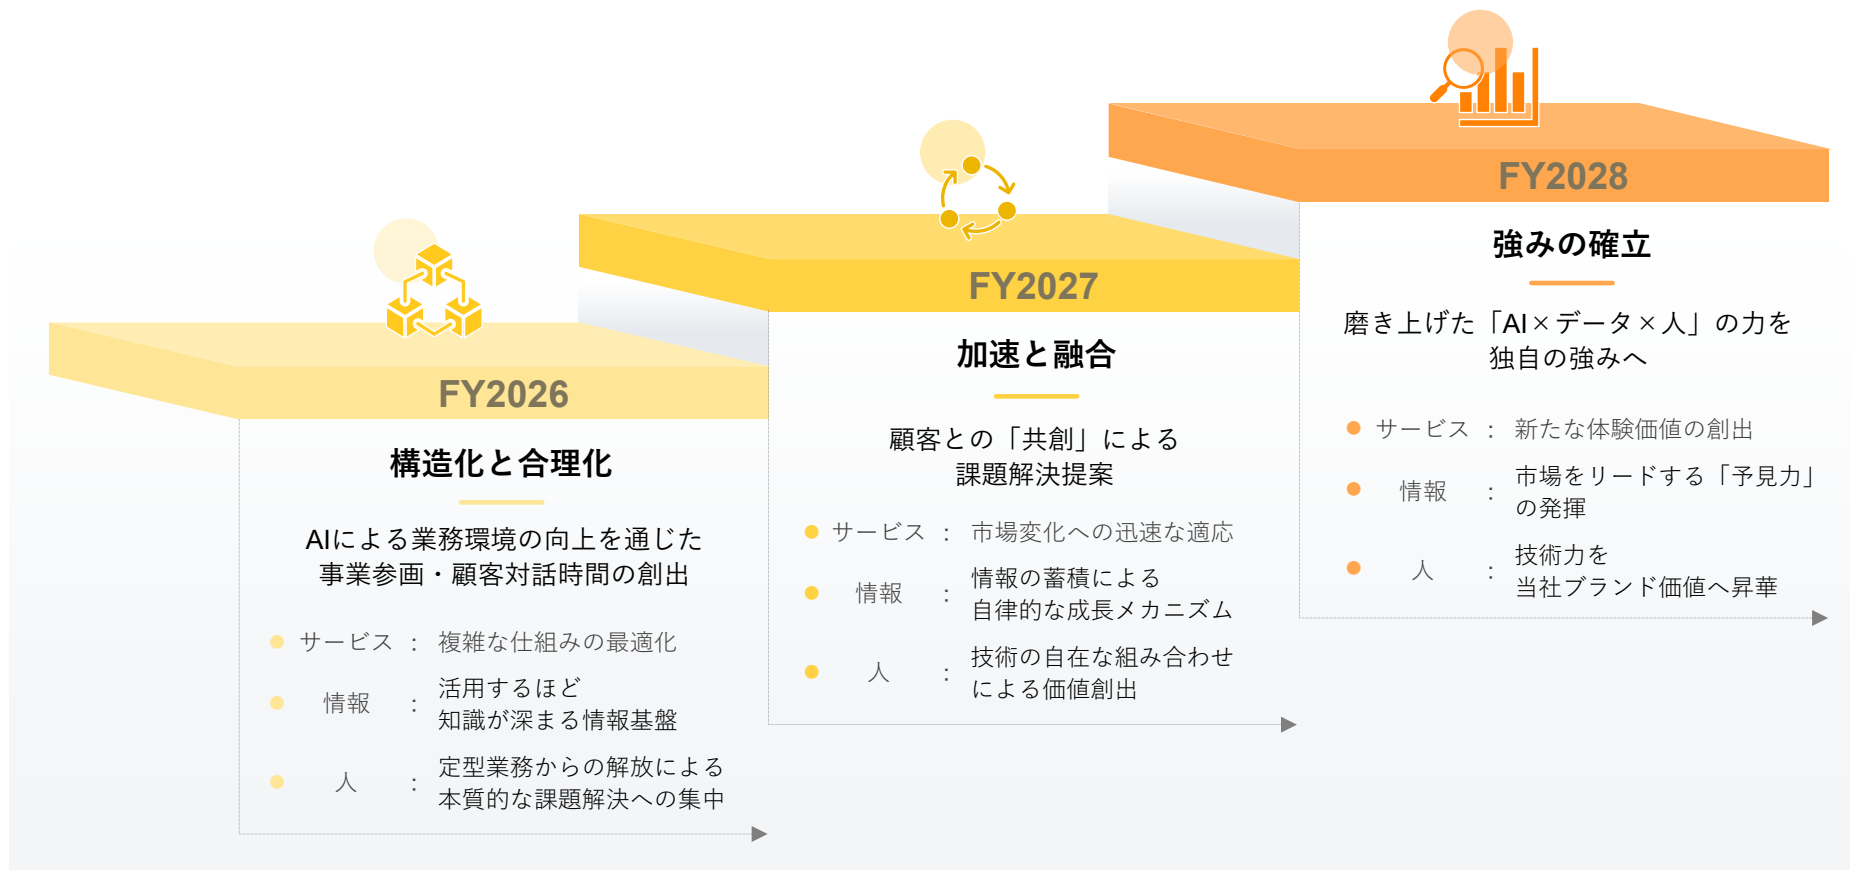 FY2026
構造化と合理化
AIによる業務環境の向上を通じた
事業参画・顧客対話時間の創出
サービス : 複雑な仕組みの最適化
情報 : 活用するほど
知識が深まる情報基盤
人 : 定型業務からの解放による
本質的な課題解決への集中
FY2027
加速と融合
顧客との「共創」による
課題解決提案
サービス : 市場変化への迅速な適応
情報 : 情報の蓄積による
自律的な成長メカニズム
人 : 技術の自在な組み合わせ
による価値創出
FY2028
強みの確立
磨き上げた「AI×データ×人」の力を
独自の強みへ
サービス : 新たな体験価値の創出
情報 : 市場をリードする「予見力」
の発揮
人 : 技術力を
当社ブランド価値へ昇華